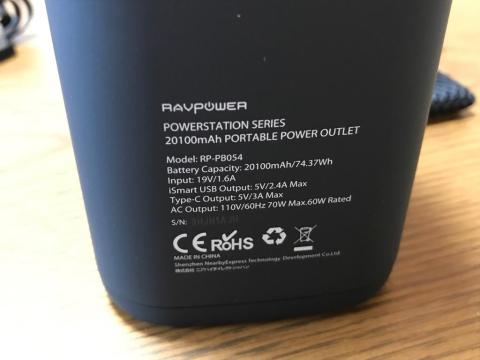 RAVPOWER
POWERSTATION SERIES
20100mAh PORTABLE POWER OUTLET
Model: RP-PB054
Battery Capacity: 20100mAh/74.37Wh
Input: 19V/1.6A
iSmart USB Output: 5V/2.4A Max
Type-C Output: 5V/3A Max
AC Output: 110V/60Hz 70W Max.60W Rated
S/N:
CE RoHS
MADE IN CHINA
Shenzhen NearbyExpress Technology Development Co.Ltd